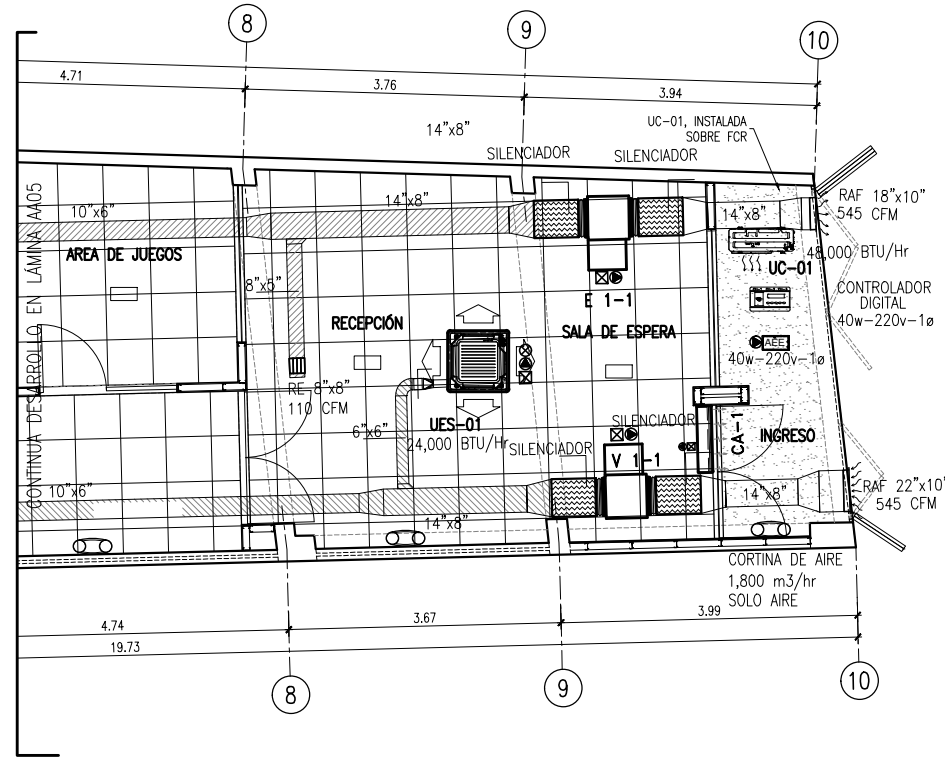 8
9
10
4.71
3.76
3.94
14"x8"
UC-01, INSTALADA
SOBRE FCR
SILENCIADOR
SILENCIADOR
CONTINUA DESARROLLO EN LÁMINA AA05
10"x6"
14"x8"
14"x8"
RAF 18"x10"
545 CFM
AREA DE JUEGOS
8"x5"
48,000 BTU/Hr
UC-01
E 1-1
CONTROLADOR
DIGITAL
40w-220v-1ø
RECEPCIÓN
SALA DE ESPERA
AEE
40w-220v-1ø
RE 8"x8"
110 CFM
6"x6"
UES-01
24,000 BTU/Hr
SILENCIADOR
SILENCIADOR
V 1-1
CA-1
INGRESO
10"x6"
14"x8"
14"x8"
RAF 22"x10"
545 CFM
CORTINA DE AIRE
1,800 m3/hr
SOLO AIRE
4.74
3.67
3.99
19.73
8
9
10